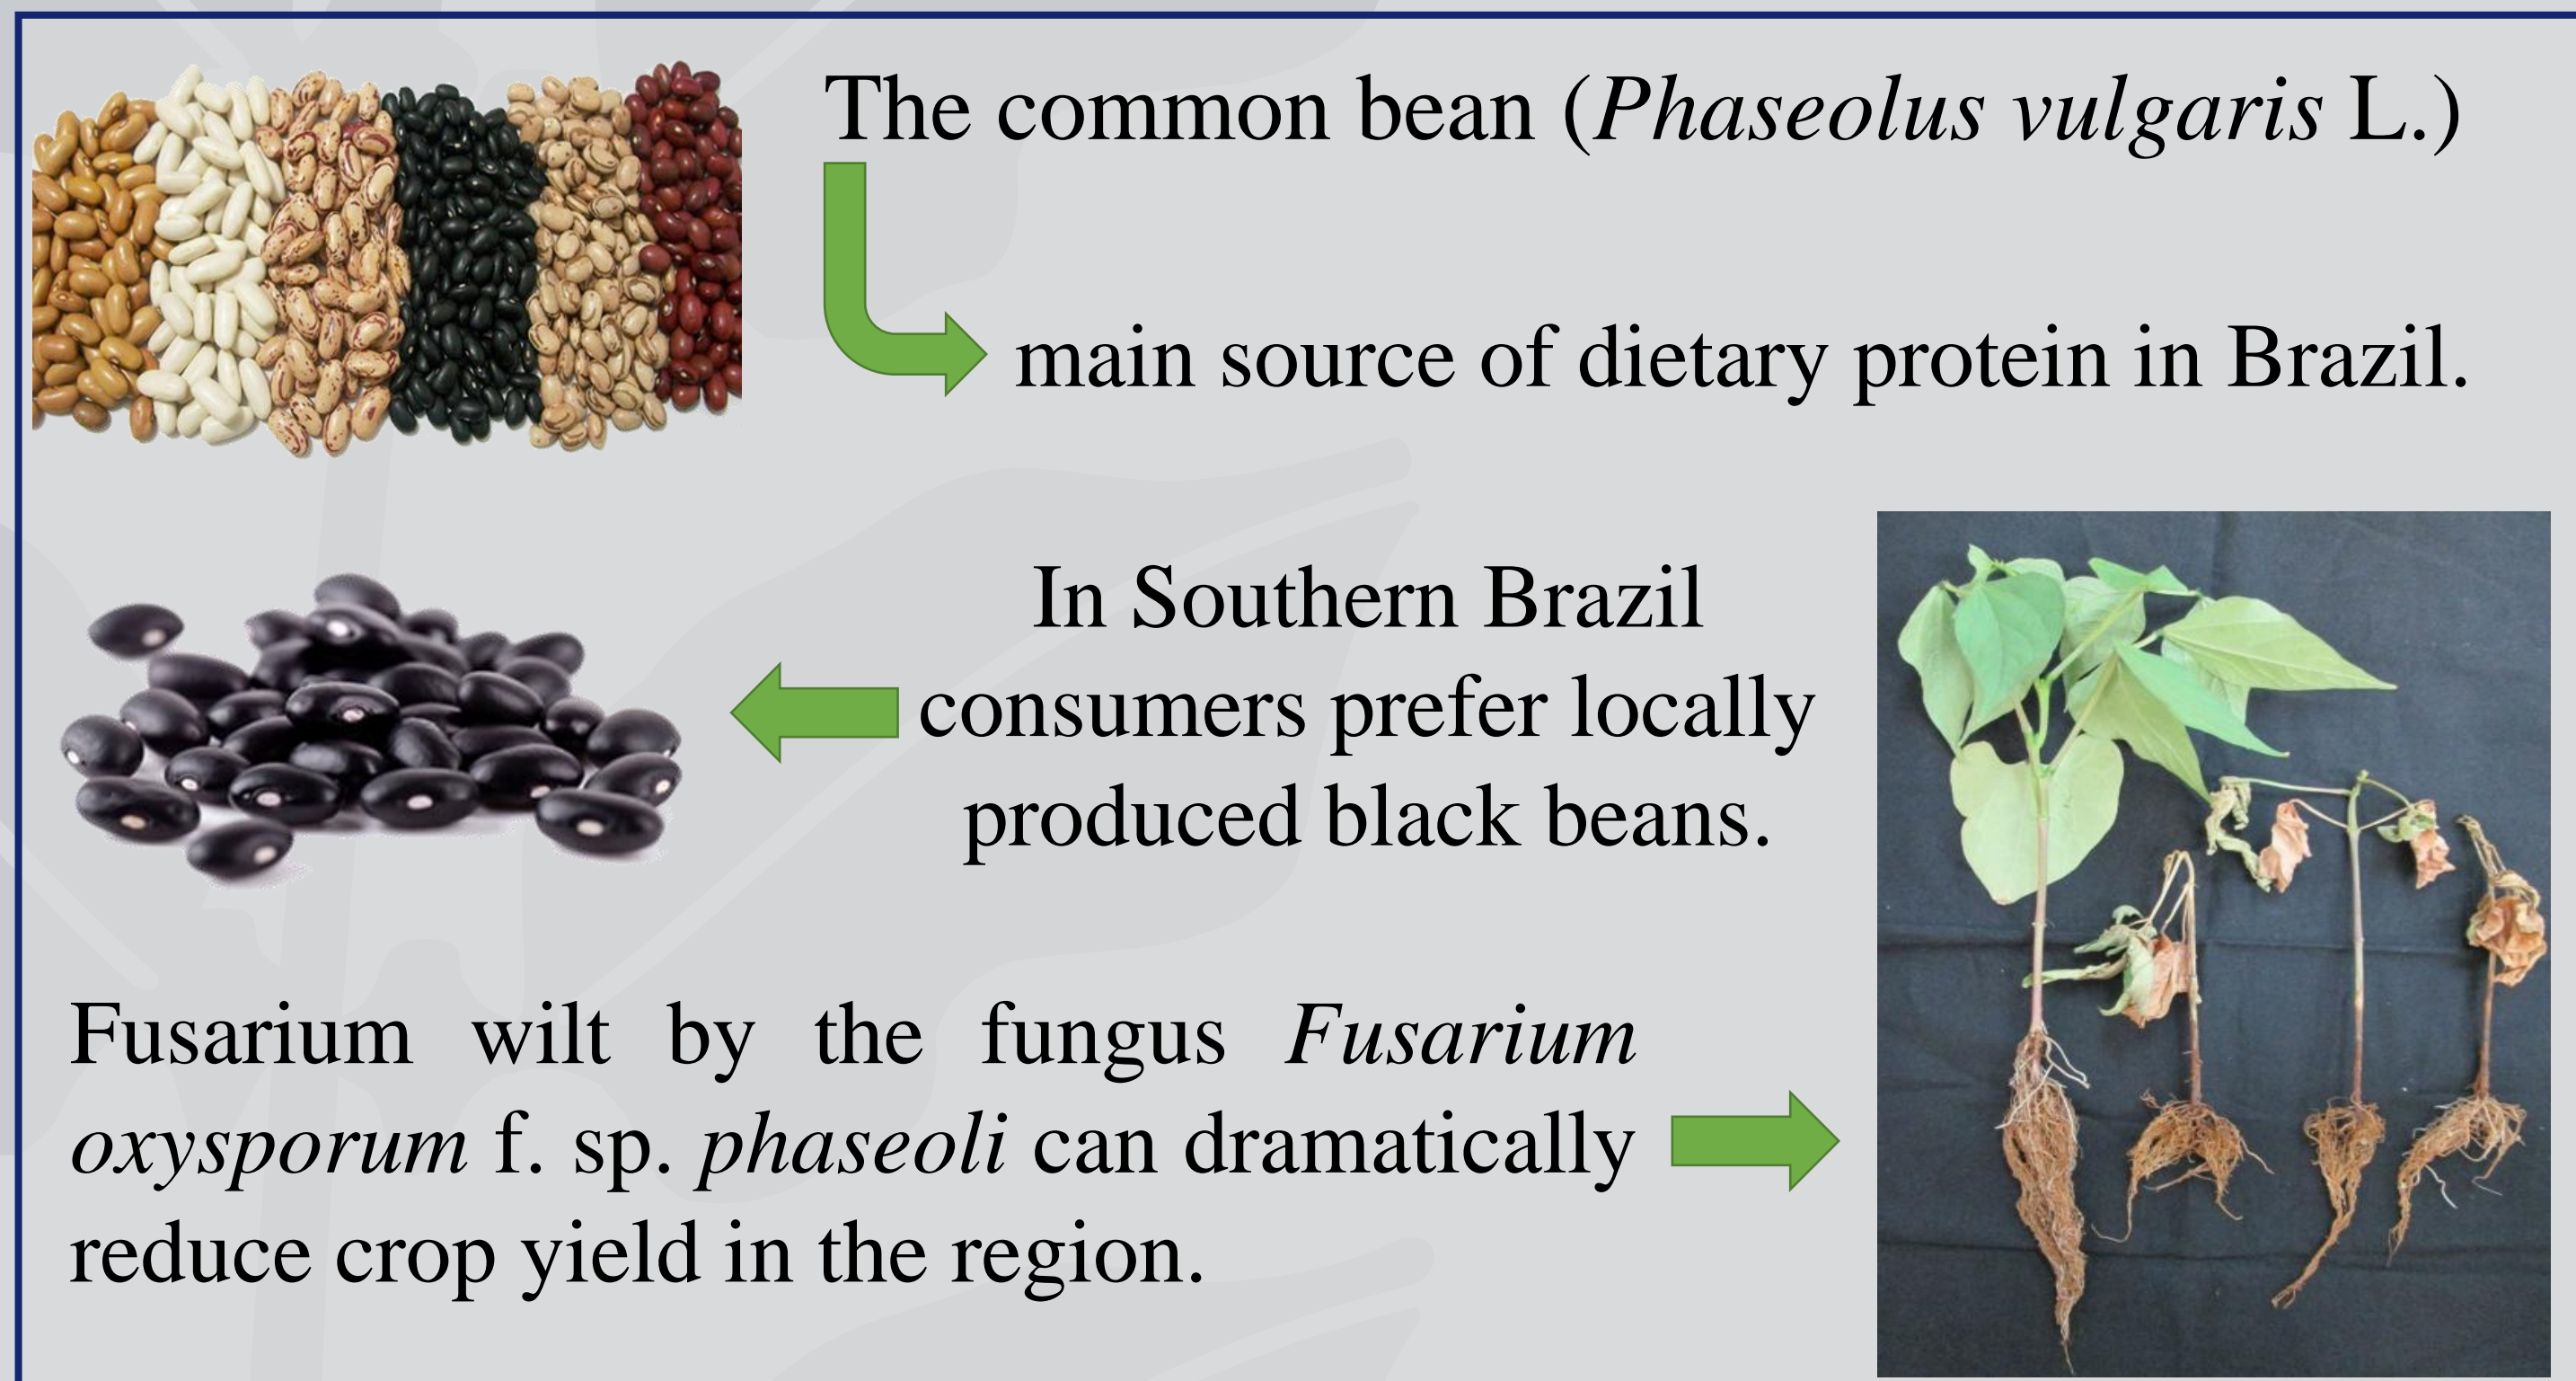 The common bean (Phaseolus vulgaris L.)
main source of dietary protein in Brazil.
In Southern Brazil
consumers prefer locally
produced black beans.
Fusarium wilt by the fungus Fusarium
oxysporum f. sp. phaseoli can dramatically
reduce crop yield in the region.